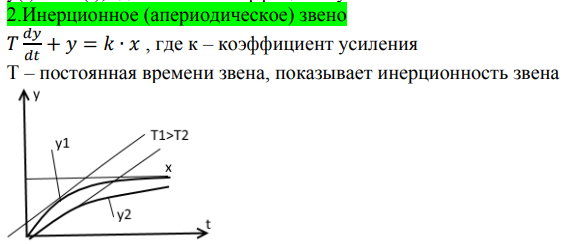 2.Инерционное (апериодическое) звено
T dy/dt + y = k · x , где к – коэффициент усиления
Т – постоянная времени звена, показывает инерционность звена
y
T1>T2
y1
x
y2
t